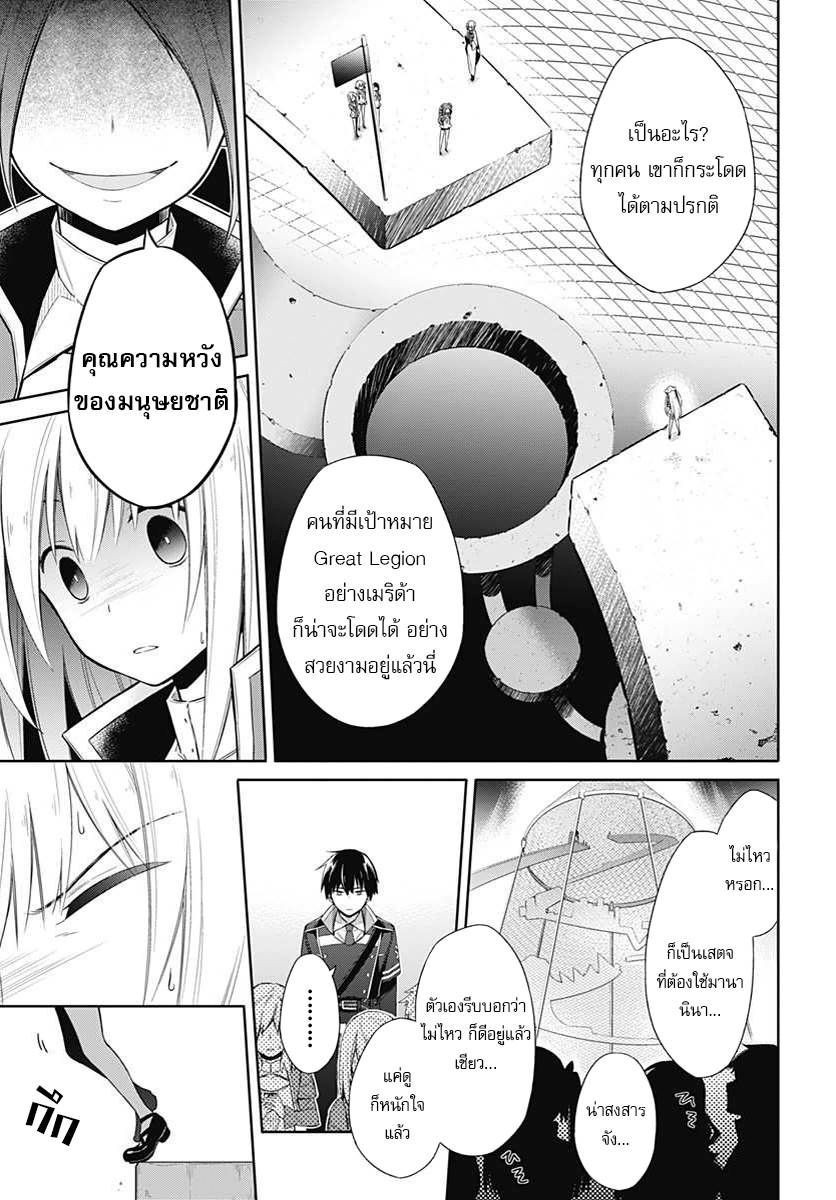 เป็นอะไร?
ทุกคน เขาก็กระโดด
ได้ตามปรกติ
คนที่มีเป้าหมาย
Great Legion
อย่างเมริด้า
ก็น่าจะโดดได้ อย่าง
สวยงามอยู่แล้วนี่
คุณความหวัง
ของมนุษยชาติ
ไม่ไหว
หรอก...
ก็เป็นเสตจ
ที่ต้องใช้มานา
นินา...
น่าสงสาร
จัง...
ตัวเองรีบบอกว่า
ไม่ไหว ก็ดีอยู่แล้ว
เชียว...
แค่ดู
ก็หนักใจ
แล้ว
........
กึก